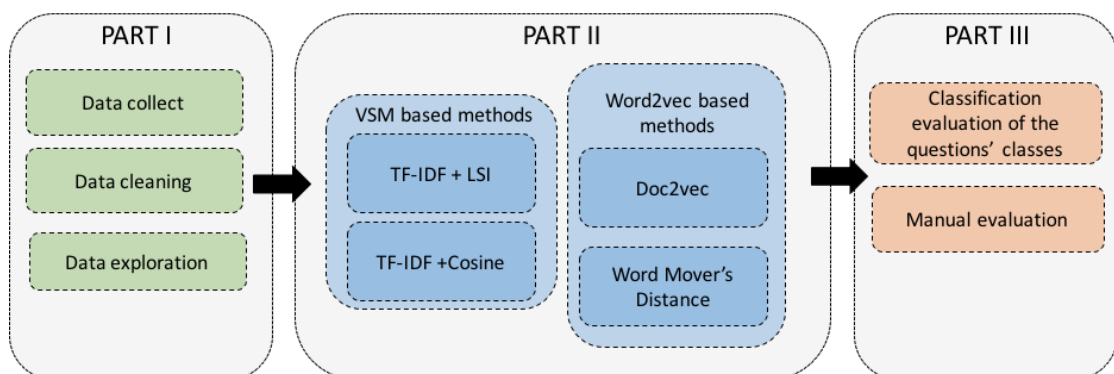 PART I
Data collect
Data cleaning
Data exploration
PART II
VSM based methods
TF-IDF + LSI
TF-IDF +Cosine
Word2vec based
methods
Doc2vec
Word Mover's
Distance
PART III
Classification
evaluation of the
questions' classes
Manual evaluation